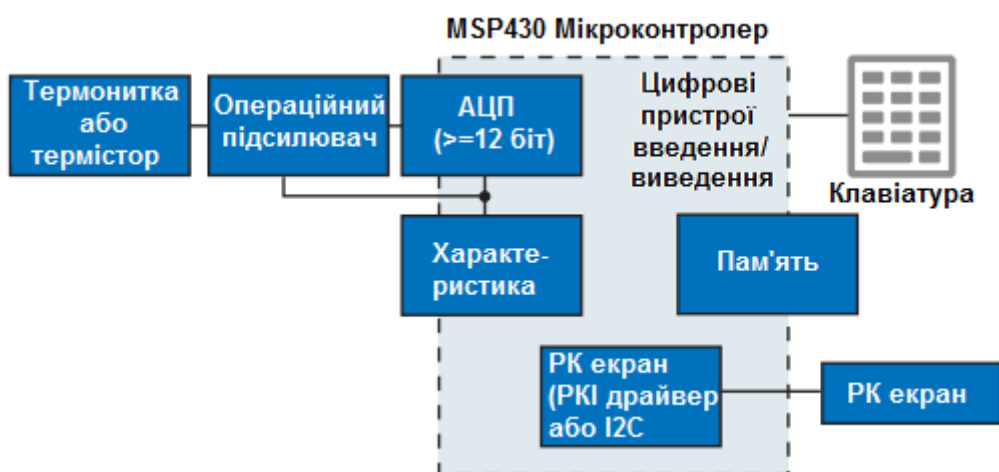 MSP430 Мікроконтролер
Термонитка
або
термістор
Операційний
підсилювач
АЦП
(>=12 біт)
Цифрові
пристрої
введення/
виведення
Клавіатура
Характе-
ристика
Пам'ять
РК екран
(РКІ драйвер
або I2C
РК екран